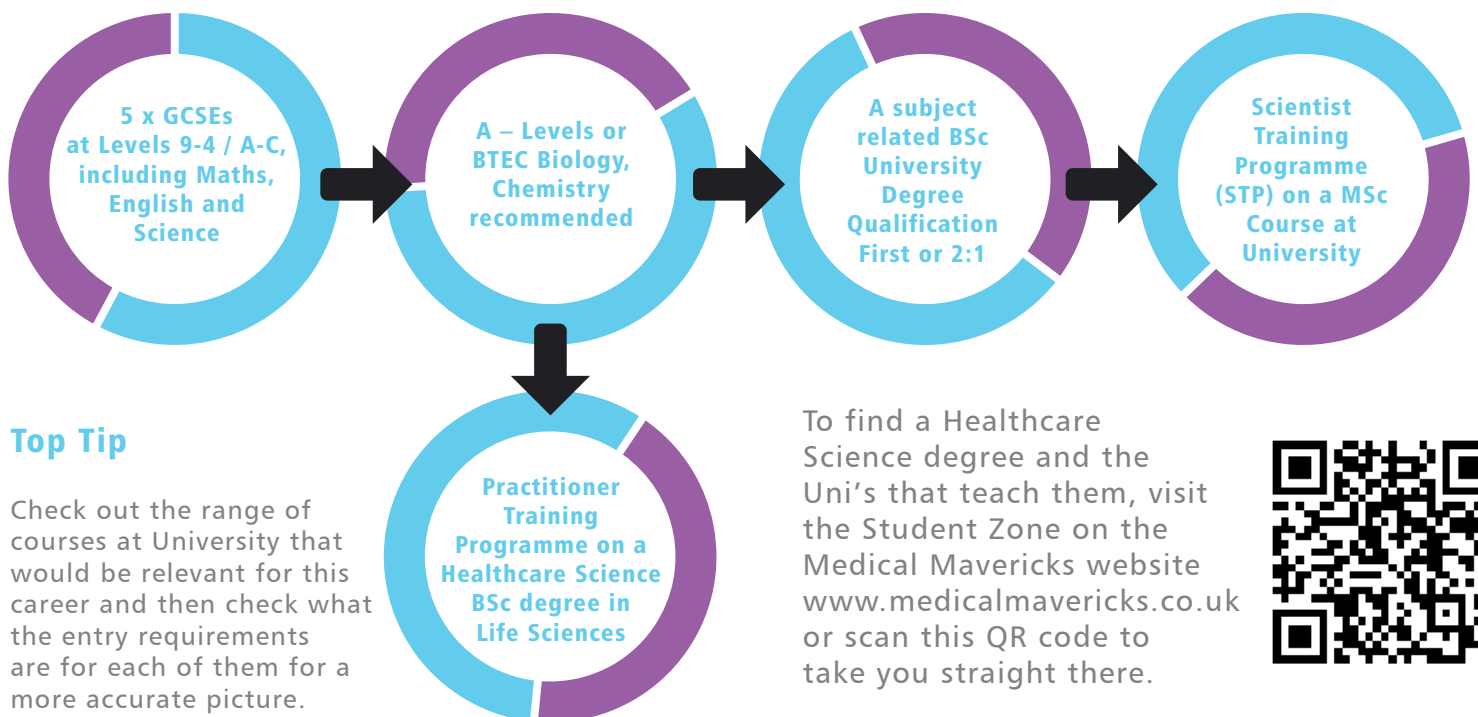 5 x GCSEs
at Levels 9-4 / A-C,
including Maths,
English and
Science
A – Levels or
BTEC Biology,
Chemistry
recommended
A subject
related BSc
University
Degree
Qualification
First or 2:1
Scientist
Training
Programme
(STP) on a MSc
Course at
University
Practitioner
Training
Programme on a
Healthcare Science
BSc degree in
Life Sciences
Top Tip
Check out the range of
courses at University that
would be relevant for this
career and then check what
the entry requirements
are for each of them for a
more accurate picture.
To find a Healthcare
Science degree and the
Uni’s that teach them, visit
the Student Zone on the
Medical Mavericks website
www.medicalmavericks.co.uk
or scan this QR code to
take you straight there.